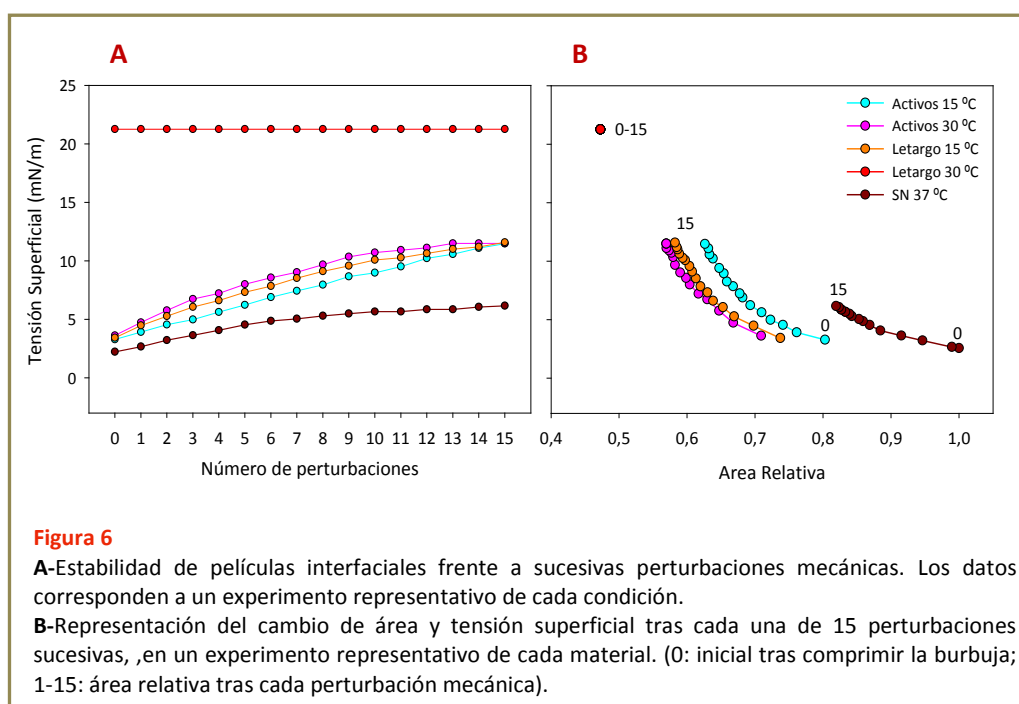 A
B
25
20
15
10
5
0
Tensión Superficial (mN/m)
0 1 2 3 4 5 6 7 8 9 10 11 12 13 14 15
Número de perturbaciones
0-15
15
0
15
0
Activos 15 ºC
Activos 30 ºC
Letargo 15 ºC
Letargo 30 ºC
SN 37 ºC
0,4 0,5 0,6 0,7 0,8 0,9 1,0
Area Relativa
Figura 6
A-Estabilidad de películas interfaciales frente a sucesivas perturbaciones mecánicas. Los datos
corresponden a un experimento representativo de cada condición.
B-Representación del cambio de área y tensión superficial tras cada una de 15 perturbaciones
sucesivas, ,en un experimento representativo de cada material. (0: inicial tras comprimir la burbuja;
1-15: área relativa tras cada perturbación mecánica).